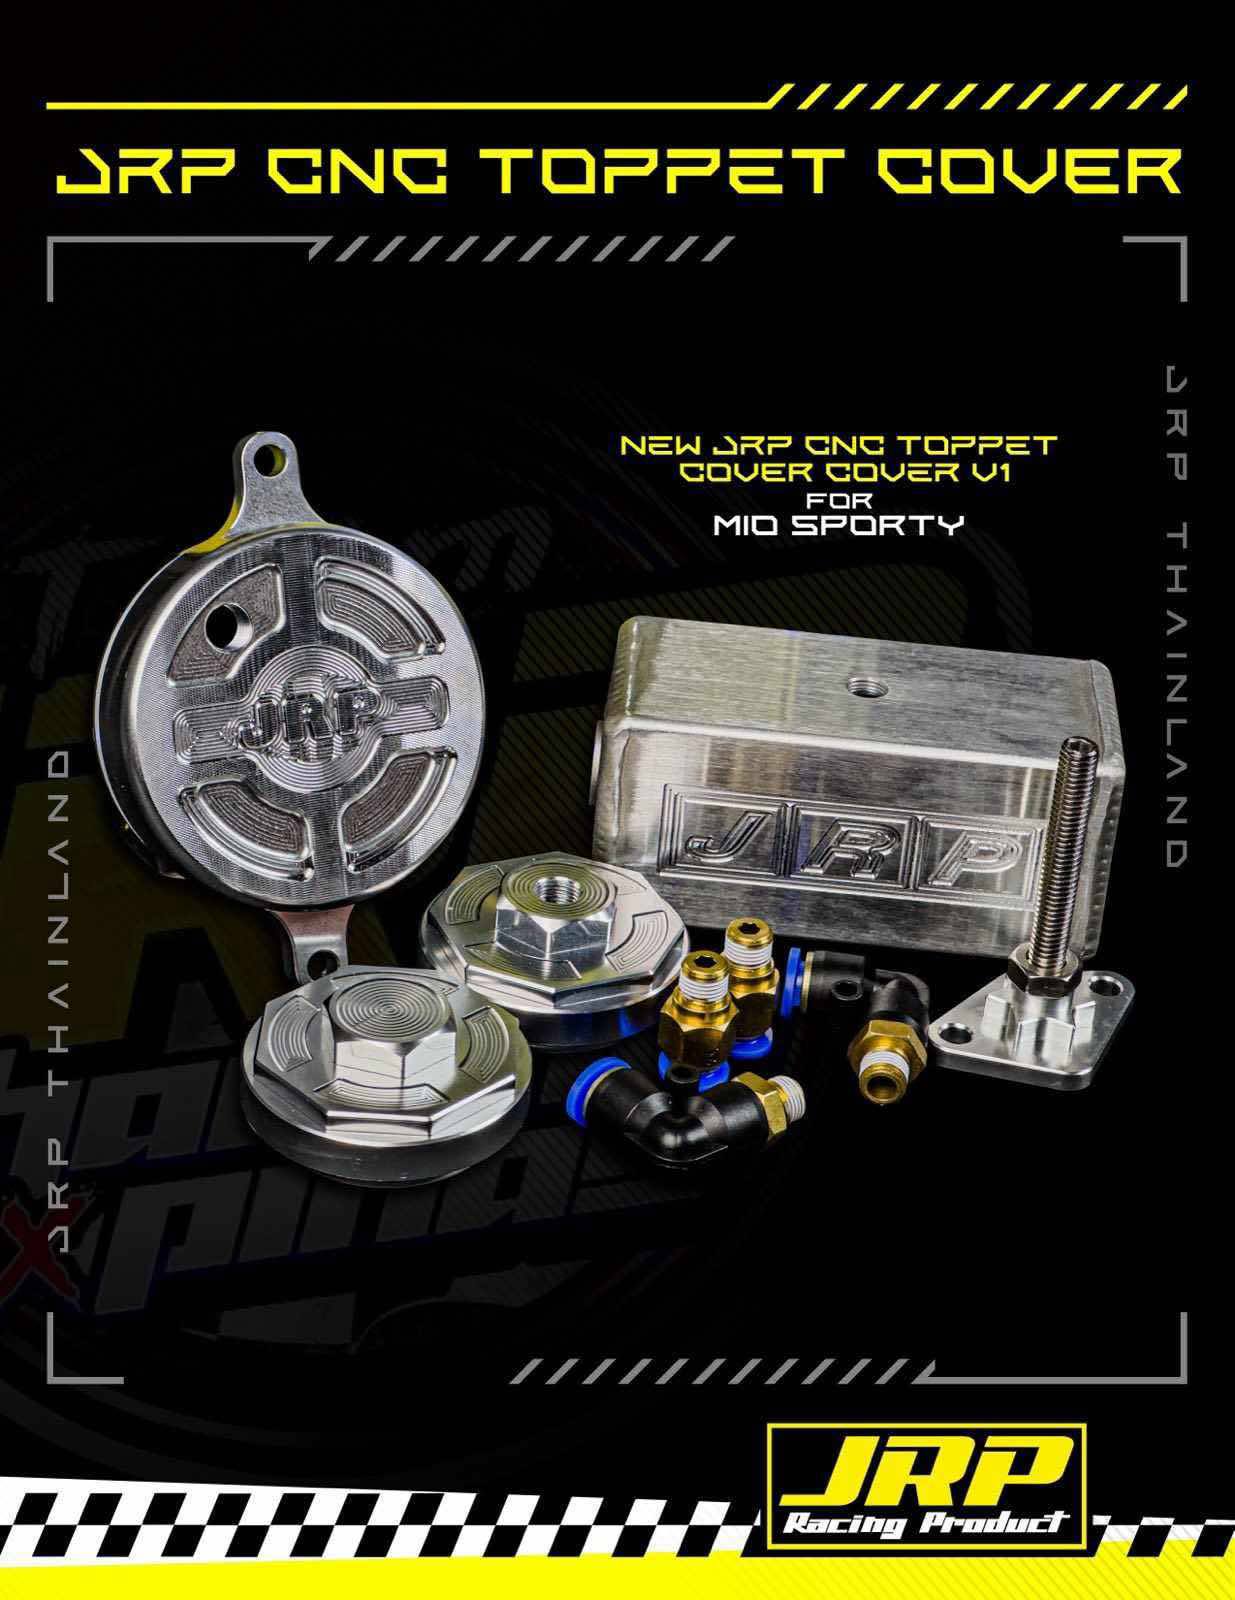 JRP CNC TOPPET COVER
NEW JRP CNC TOPPET
COVER COVER V1
FOR
MIO SPORTY
JRP THAINLAND
JRP THAINLAND
JRP
JRP
JRP
Racing Product